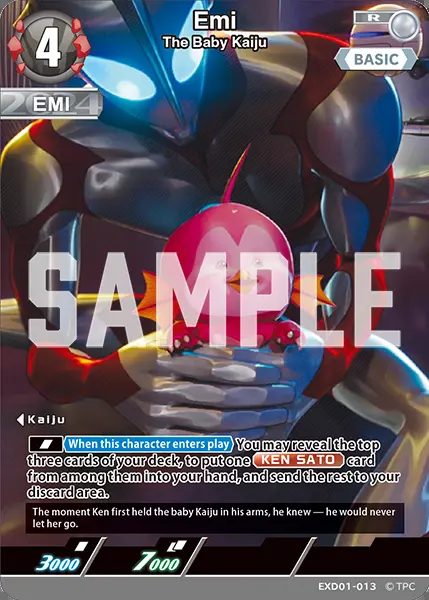 4
Emi
The Baby Kaiju
R
BASIC
EMI
SAMPLE
Kaiju
When this character enters play You may reveal the top
three cards of your deck, to put one KEN SATO card
from among them into your hand, and send the rest to your
discard area.
The moment Ken first held the baby Kaiju in his arms, he knew — he would never
let her go.
3000
7000
EXD01-013 © TPC